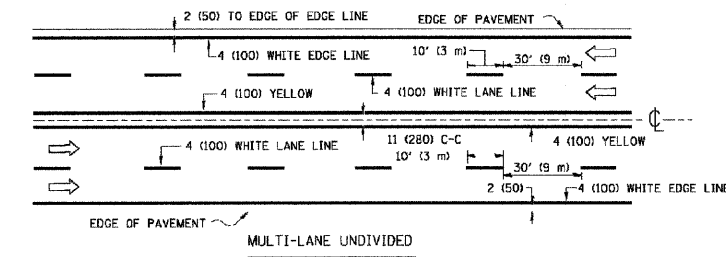 2 (50) TO EDGE OF EDGE LINE
EDGE OF PAVEMENT
4 (100) WHITE EDGE LINE
10' (3 m)
30' (9 m)
4 (100) YELLOW
4 (100) WHITE LANE LINE
℄
4 (100) WHITE LANE LINE
11 (280) C-C
4 (100) YELLOW
10' (3 m)
30' (9 m)
2 (50)
4 (100) WHITE EDGE LINE
EDGE OF PAVEMENT
MULTI-LANE UNDIVIDED